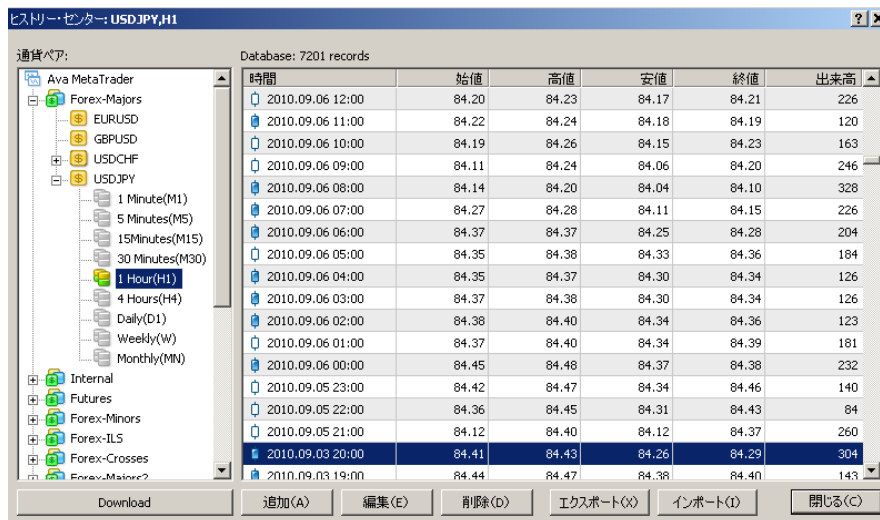 ヒストリー・センター: USDJPY,H1
通貨ペア:
Database: 7201 records
Ava MetaTrader
Forex-Majors
EURUSD
GBPUSD
USDCHF
USDJPY
1 Minute(M1)
5 Minutes(M5)
15Minutes(M15)
30 Minutes(M30)
1 Hour(H1)
4 Hours(H4)
Daily(D1)
Weekly(W)
Monthly(MN)
Internal
Futures
Forex-Minors
Forex-ILS
Forex-Crosses
Forex-Majors2
時間 始値 高値 安値 終値 出来高
2010.09.06 12:00 84.20 84.23 84.17 84.21 226
2010.09.06 11:00 84.22 84.24 84.18 84.19 120
2010.09.06 10:00 84.19 84.26 84.15 84.23 163
2010.09.06 09:00 84.11 84.24 84.06 84.20 246
2010.09.06 08:00 84.14 84.20 84.04 84.10 328
2010.09.06 07:00 84.27 84.28 84.11 84.15 226
2010.09.06 06:00 84.37 84.37 84.25 84.28 204
2010.09.06 05:00 84.35 84.38 84.33 84.36 184
2010.09.06 04:00 84.35 84.37 84.30 84.34 126
2010.09.06 03:00 84.37 84.38 84.30 84.34 126
2010.09.06 02:00 84.38 84.40 84.34 84.36 123
2010.09.06 01:00 84.37 84.40 84.34 84.39 181
2010.09.06 00:00 84.45 84.48 84.37 84.38 232
2010.09.05 23:00 84.42 84.47 84.34 84.46 140
2010.09.05 22:00 84.36 84.45 84.31 84.43 84
2010.09.05 21:00 84.12 84.40 84.12 84.37 260
2010.09.03 20:00 84.41 84.43 84.26 84.29 304
2010.09.03 19:00 84.44 84.47 84.38 84.40 143
Download 追加(A) 編集(E) 削除(D) エクスポート(X) インポート(I) 閉じる(C)